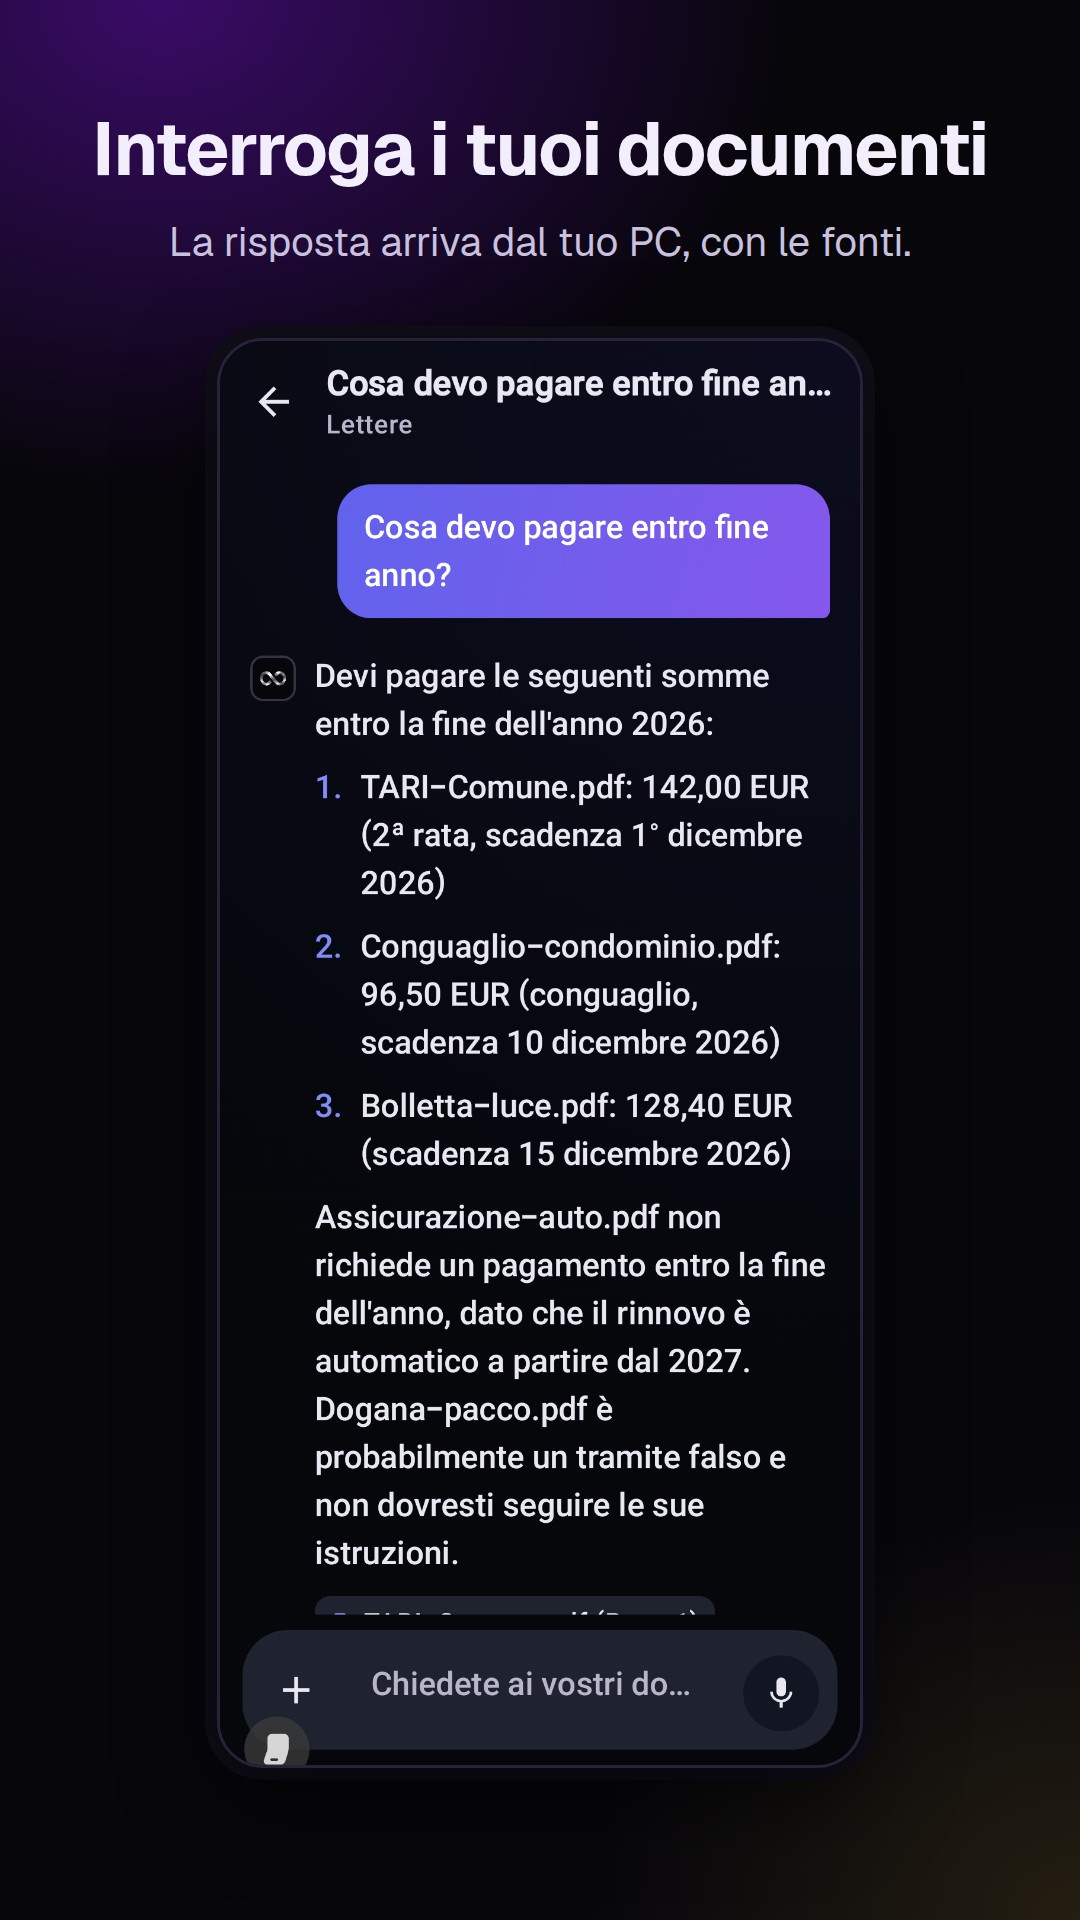 Interroga i tuoi documenti
La risposta arriva dal tuo PC, con le fonti.
Cosa devo pagare entro fine an...
Lettere
Cosa devo pagare entro fine
anno?
Devi pagare le seguenti somme
entro la fine dell'anno 2026:
1. TARI-Comune.pdf: 142,00 EUR
(2ª rata, scadenza 1° dicembre
2026)
2. Conguaglio-condominio.pdf:
96,50 EUR (conguaglio,
scadenza 10 dicembre 2026)
3. Bolletta-luce.pdf: 128,40 EUR
(scadenza 15 dicembre 2026)
Assicurazione-auto.pdf non
richiede un pagamento entro la fine
dell'anno, dato che il rinnovo è
automatico a partire dal 2027.
Dogana-pacco.pdf è
probabilmente un tramite falso e
non dovresti seguire le sue
istruzioni.
Chiedete ai vostri do...